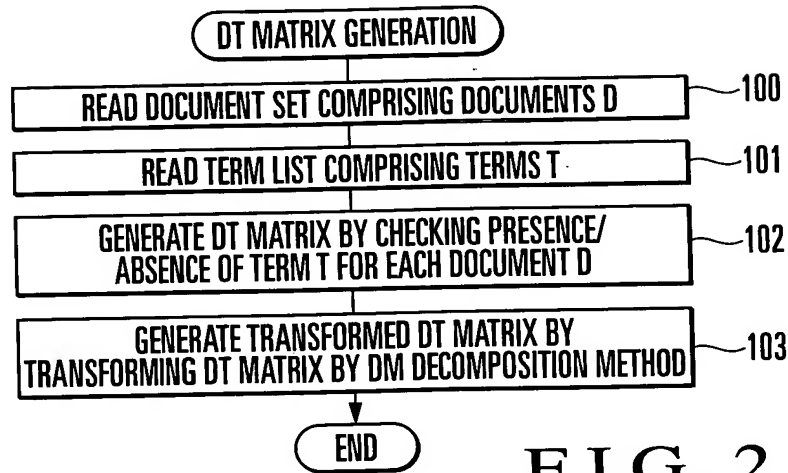 DT MATRIX GENERATION
READ DOCUMENT SET COMPRISING DOCUMENTS D
100
READ TERM LIST COMPRISING TERMS T
101
GENERATE DT MATRIX BY CHECKING PRESENCE/
ABSENCE OF TERM T FOR EACH DOCUMENT D
102
GENERATE TRANSFORMED DT MATRIX BY
TRANSFORMING DT MATRIX BY DM DECOMPOSITION METHOD
103
END
FIG. 2